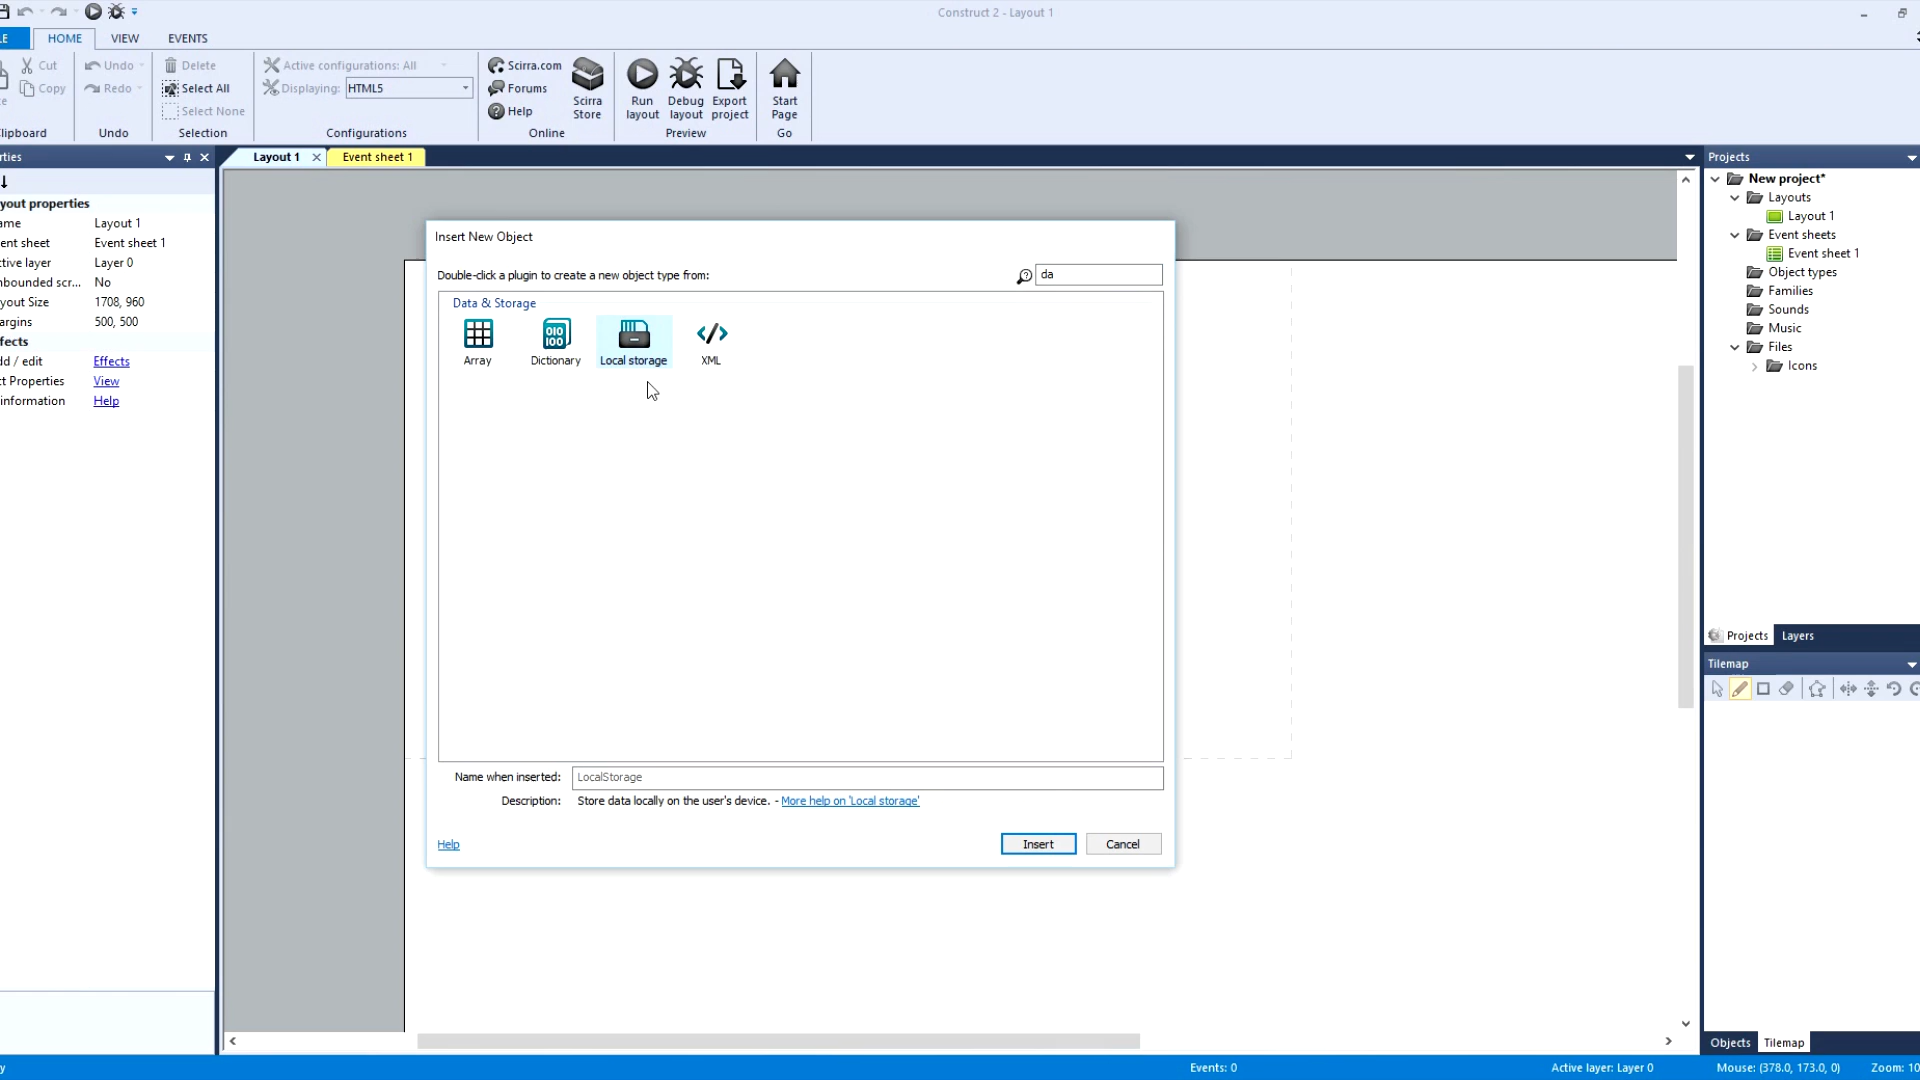 Construct 2 - Layout 1
LE
HOME
VIEW
EVENTS
Cut
Copy
Undo
Redo
Delete
Select All
Select None
Active configurations: All
Displaying:
HTML5
Scirra.com
Forums
Help
Scirra
Store
Run
layout
Debug
layout
Export
project
Start
Page
lipboard
Undo
Selection
Configurations
Online
Preview
Go
rties
Layout 1
Event sheet 1
Projects
yout properties
ame Layout 1
ent sheet Event sheet 1
ctive layer Layer 0
nbounded scr... No
yout Size 1708, 960
argins 500, 500
ffects
dd / edit Effects
ct Properties View
information Help
Insert New Object
Double-click a plugin to create a new object type from:
da
Data & Storage
Array
Dictionary
Local storage
XML
Name when inserted: LocalStorage
Description: Store data locally on the user's device. - More help on 'Local storage'
Help
Insert
Cancel
New project*
Layouts
Layout 1
Event sheets
Event sheet 1
Object types
Families
Sounds
Music
Files
Icons
Projects
Layers
Tilemap
Objects
Tilemap
y
Events: 0
Active layer: Layer 0
Mouse: (378.0, 173.0, 0)
Zoom: 10